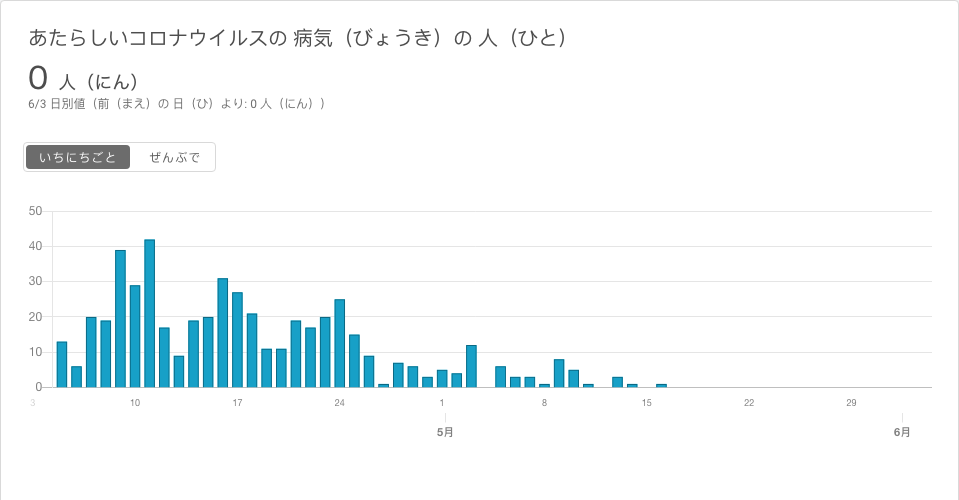 あたらしいコロナウイルスの 病気（びょうき）の 人（ひと）
0 人（にん）
6/3 日別値（前（まえ）の 日（ひ）より: 0 人（にん））
いちにちごと ぜんぶで
50
40
30
20
10
0
3 10 17 24 1 8 15 22 29
5月 6月